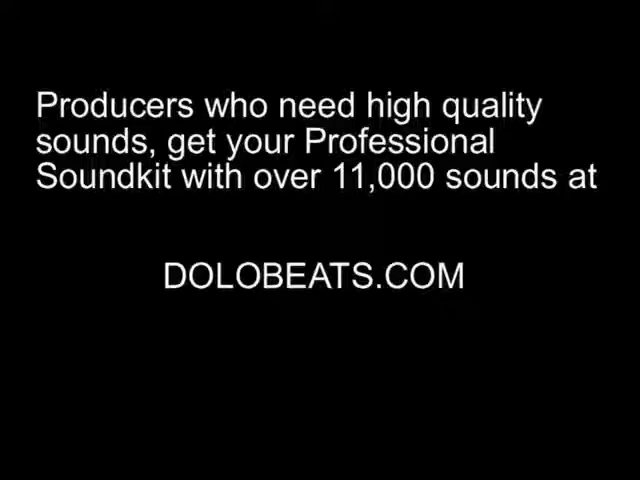 Producers who need high quality
sounds, get your Professional
Soundkit with over 11,000 sounds at
DOLOBEATS.COM